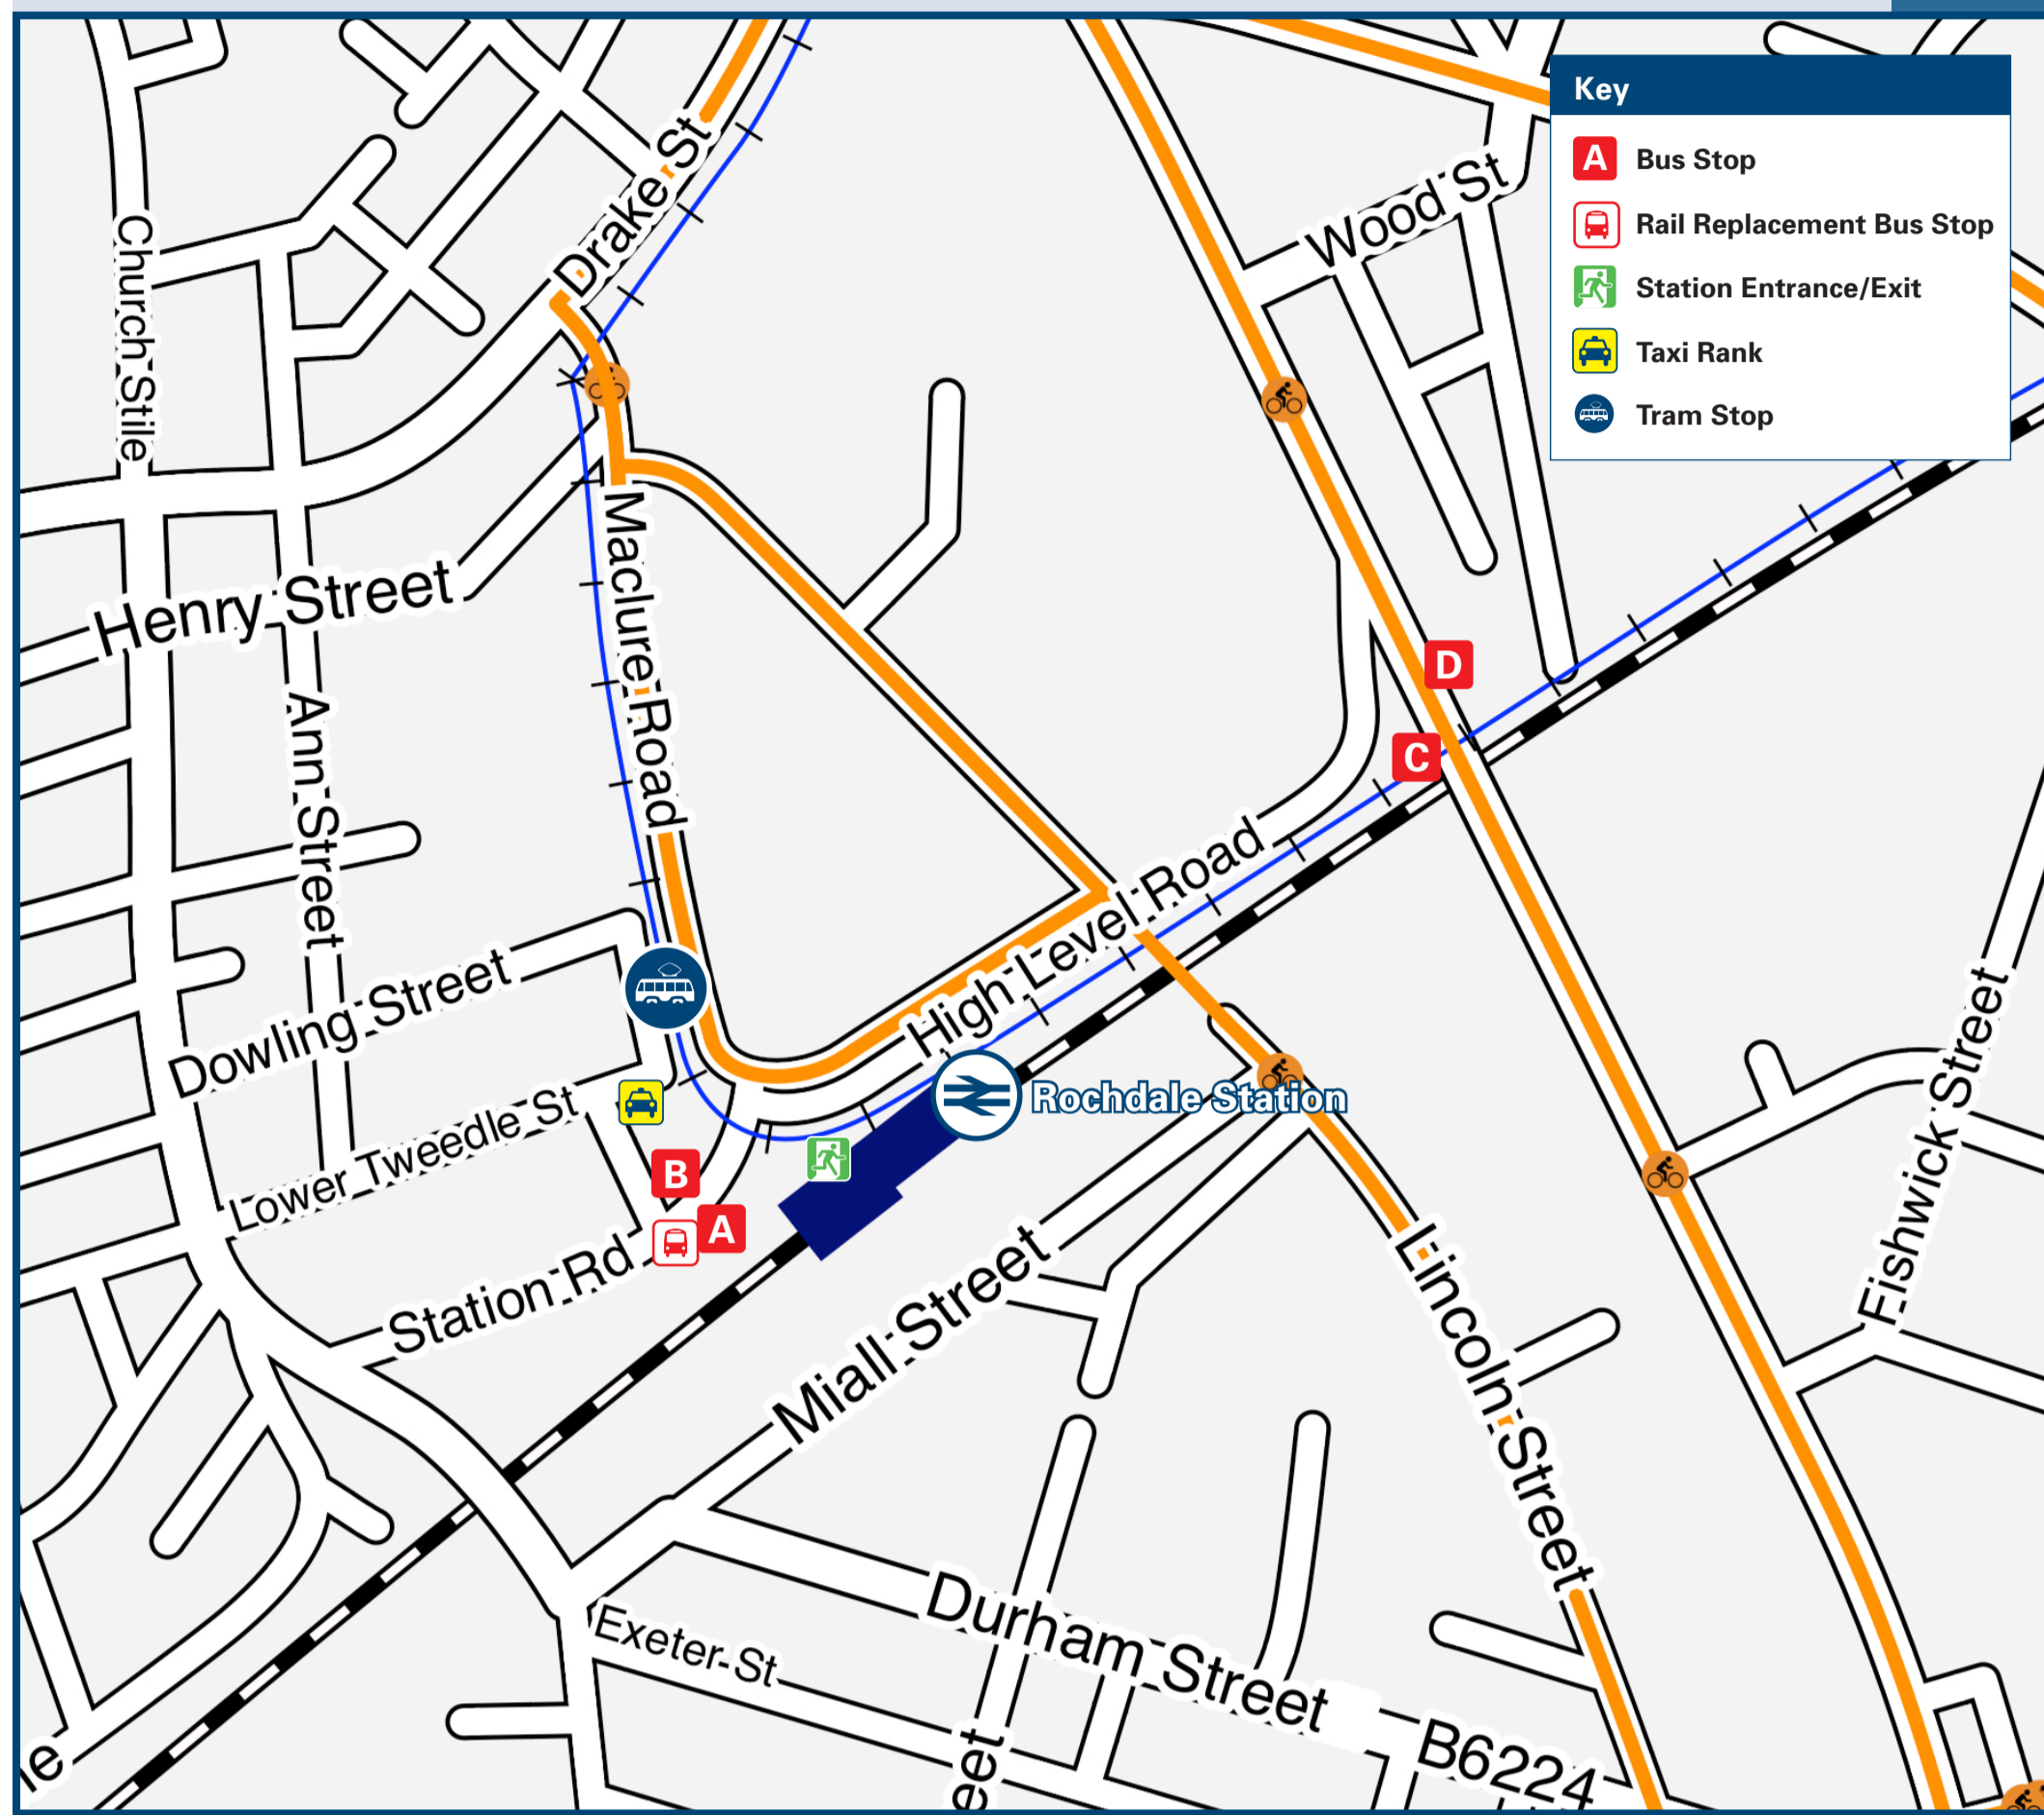 Key
A Bus Stop
Rail Replacement Bus Stop
Station Entrance/Exit
Taxi Rank
Tram Stop
Drake St
Wood St
Church Stile
Henry Street
Maclure Road
Ann Street
D
C
High Level Road
Dowling Street
Lower Tweedle St
Rochdale Station
B
A
Station Rd
Fishwick Street
Miall Street
Lincoln Street
Durham Street
Exeter St
B6224